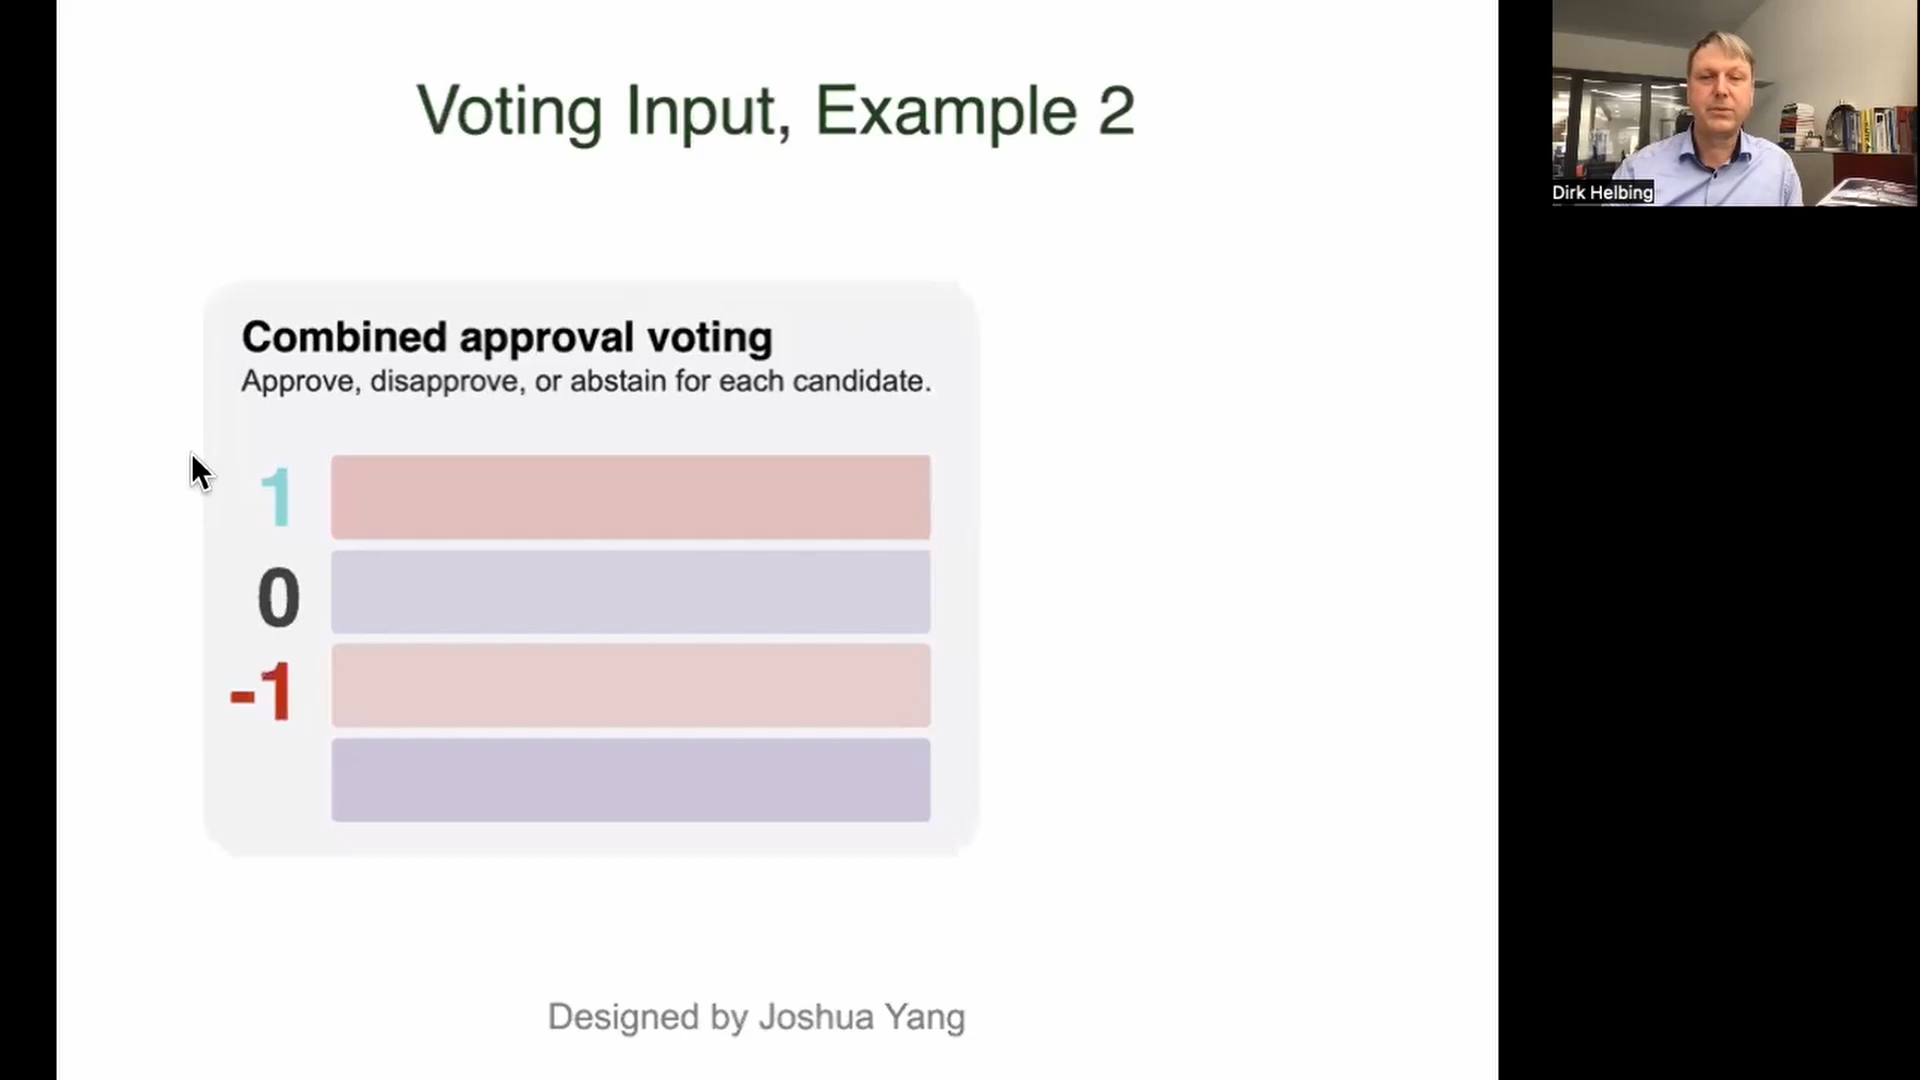 Voting Input, Example 2
Dirk Helbing
Combined approval voting
Approve, disapprove, or abstain for each candidate.
1
0
-1
Designed by Joshua Yang